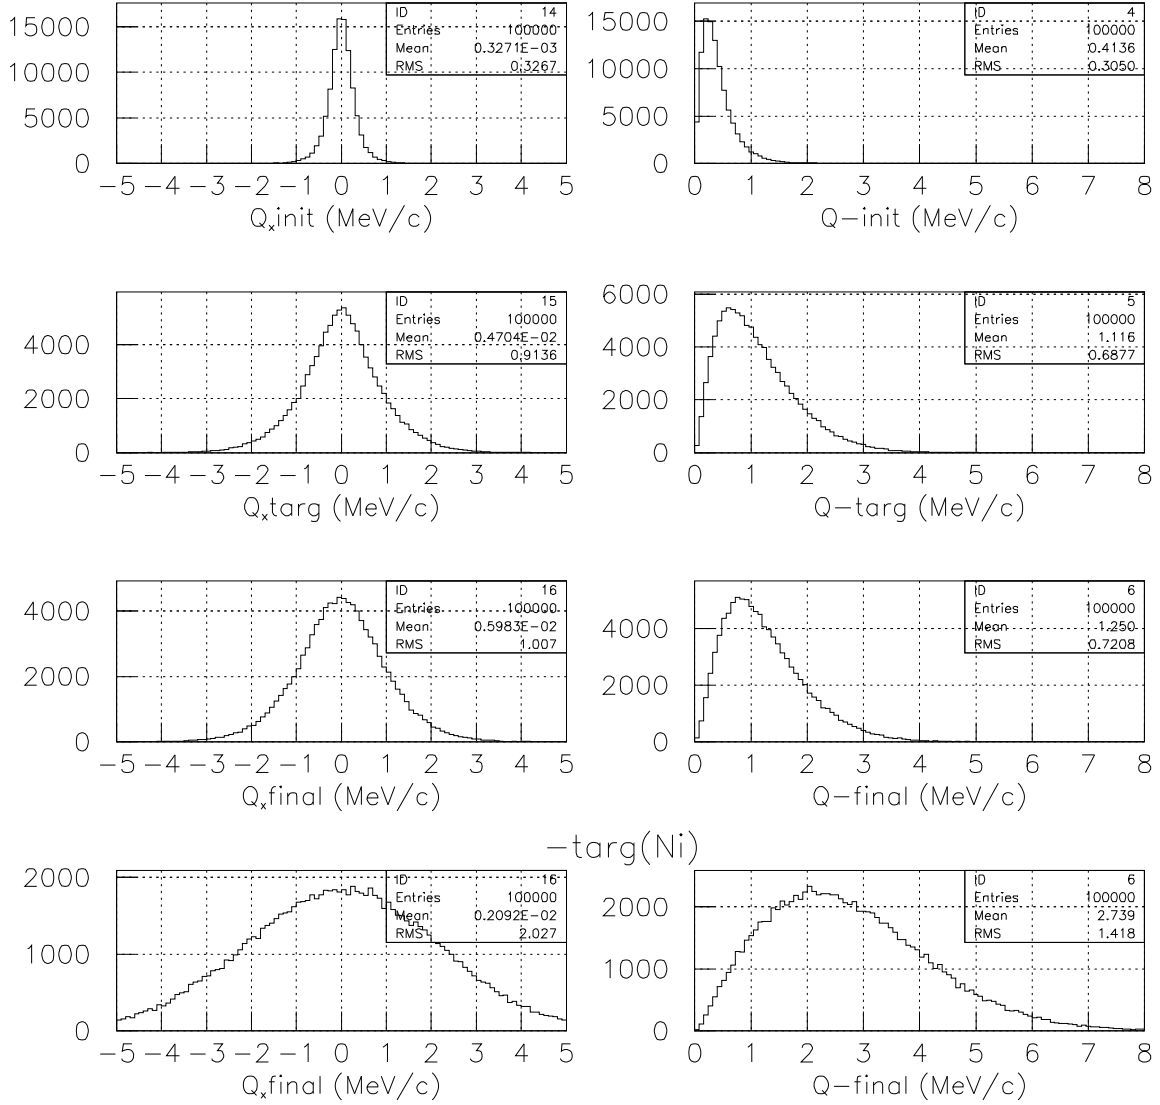 ID 14
Entries 100000
Mean 0.3271E-03
RMS 0.3267
15000
10000
5000
0
-5 -4 -3 -2 -1 0 1 2 3 4 5
Qxinit (MeV/c)
ID 4
Entries 100000
Mean 0.4136
RMS 0.3050
15000
10000
5000
0
0 1 2 3 4 5 6 7 8
Q-init (MeV/c)
ID 15
Entries 100000
Mean 0.4704E-02
RMS 0.9136
4000
2000
0
-5 -4 -3 -2 -1 0 1 2 3 4 5
Qxtarg (MeV/c)
ID 5
Entries 100000
Mean 1.116
RMS 0.6877
6000
4000
2000
0
0 1 2 3 4 5 6 7 8
Q-targ (MeV/c)
ID 16
Entries 100000
Mean 0.5983E-02
RMS 1.007
4000
2000
0
-5 -4 -3 -2 -1 0 1 2 3 4 5
Qxfinal (MeV/c)
ID 6
Entries 100000
Mean 1.250
RMS 0.7208
4000
2000
0
0 1 2 3 4 5 6 7 8
Q-final (MeV/c)
-targ(Ni)
ID 16
Entries 100000
Mean 0.2092E-02
RMS 2.027
2000
1000
0
-5 -4 -3 -2 -1 0 1 2 3 4 5
Qxfinal (MeV/c)
ID 6
Entries 100000
Mean 2.739
RMS 1.418
2000
1000
0
0 1 2 3 4 5 6 7 8
Q-final (MeV/c)